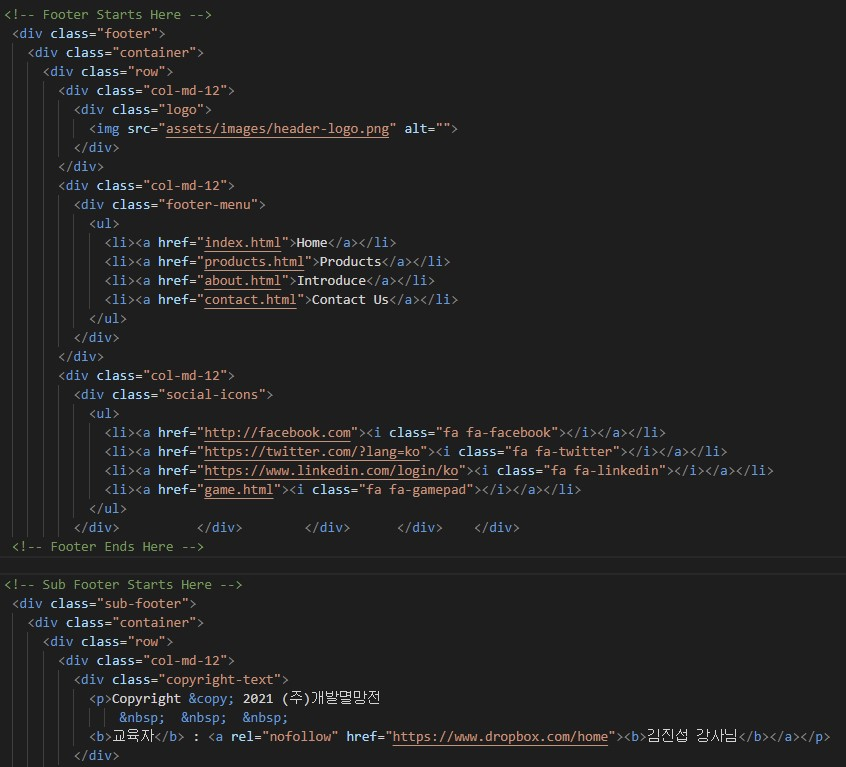 <!-- Footer Starts Here -->
<div class="footer">
<div class="container">
<div class="row">
<div class="col-md-12">
<div class="logo">
<img src="assets/images/header-logo.png" alt="">
</div>
</div>
<div class="col-md-12">
<div class="footer-menu">
<ul>
<li><a href="index.html">Home</a></li>
<li><a href="products.html">Products</a></li>
<li><a href="about.html">Introduce</a></li>
<li><a href="contact.html">Contact Us</a></li>
</ul>
</div>
</div>
<div class="col-md-12">
<div class="social-icons">
<ul>
<li><a href="http://facebook.com"><i class="fa fa-facebook"></i></a></li>
<li><a href="https://twitter.com/?lang=ko"><i class="fa fa-twitter"></i></a></li>
<li><a href="https://www.linkedin.com/login/ko"><i class="fa fa-linkedin"></i></a></li>
<li><a href="game.html"><i class="fa fa-gamepad"></i></a></li>
</ul>
</div> </div> </div> </div> </div>
<!-- Footer Ends Here -->
<!-- Sub Footer Starts Here -->
<div class="sub-footer">
<div class="container">
<div class="row">
<div class="col-md-12">
<div class="copyright-text">
<p>Copyright &copy; 2021 (주)개발멸망전
&nbsp; &nbsp; &nbsp;
<b>교육자</b> : <a rel="nofollow" href="https://www.dropbox.com/home"><b>김진섭 강사님</b></a></p>
</div>